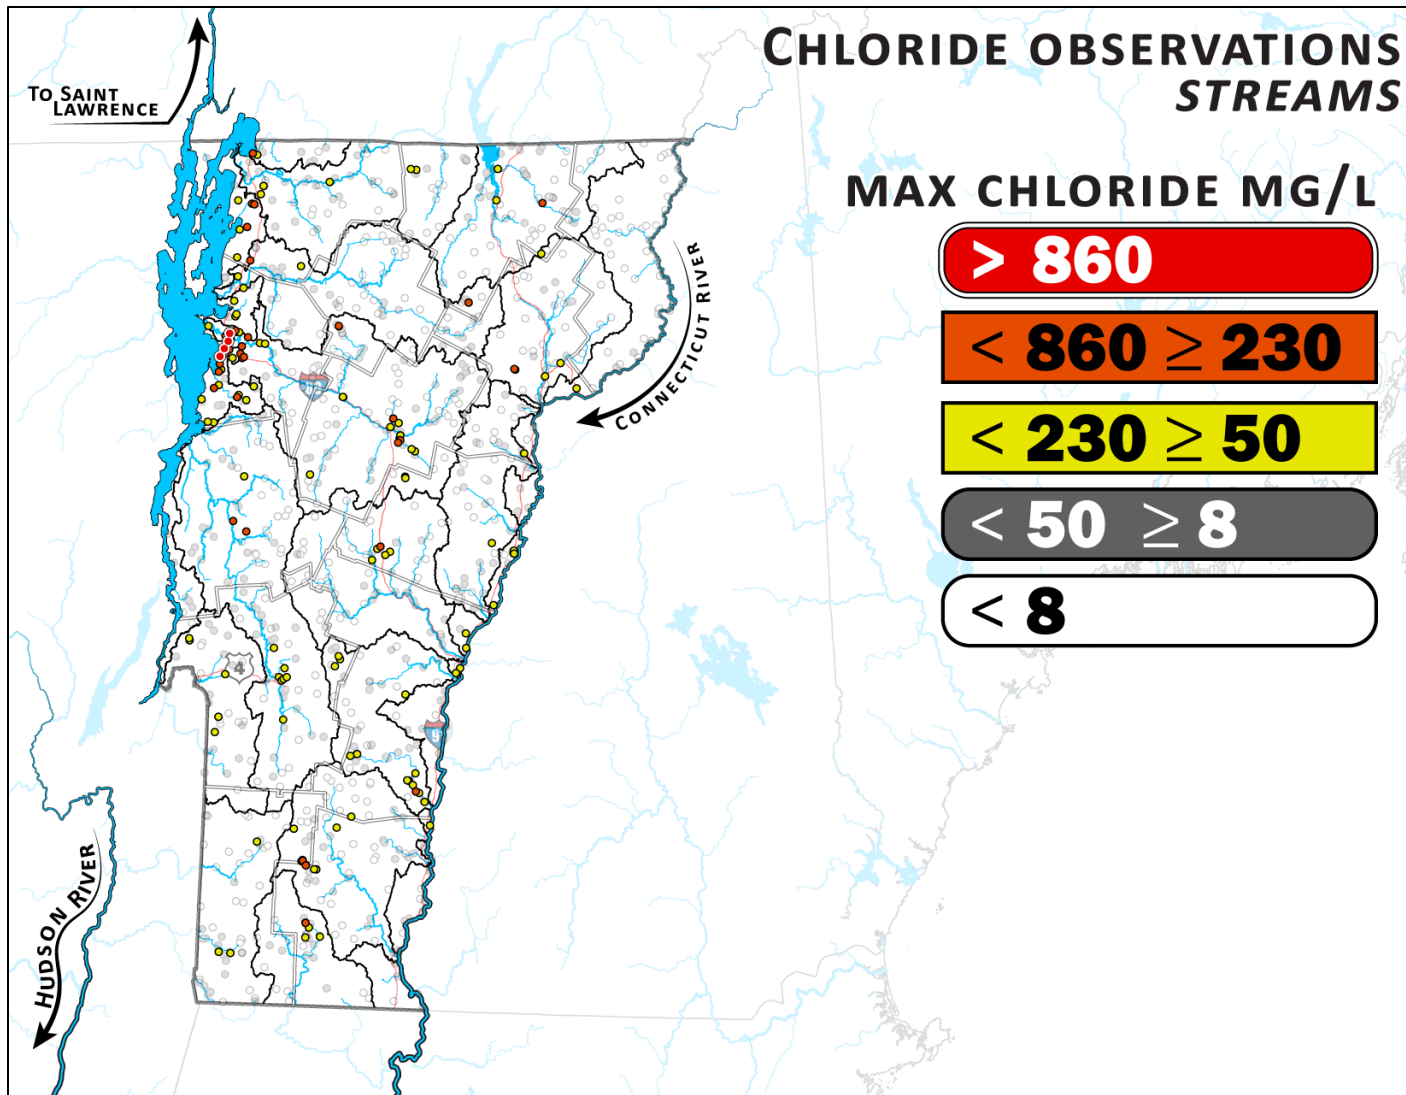 CHLORIDE OBSERVATIONS
STREAMS
TO SAINT
LAWRENCE
MAX CHLORIDE MG/L
> 860
< 860 ≥ 230
< 230 ≥ 50
< 50 ≥ 8
< 8
CONNECTICUT RIVER
4
HUDSON RIVER